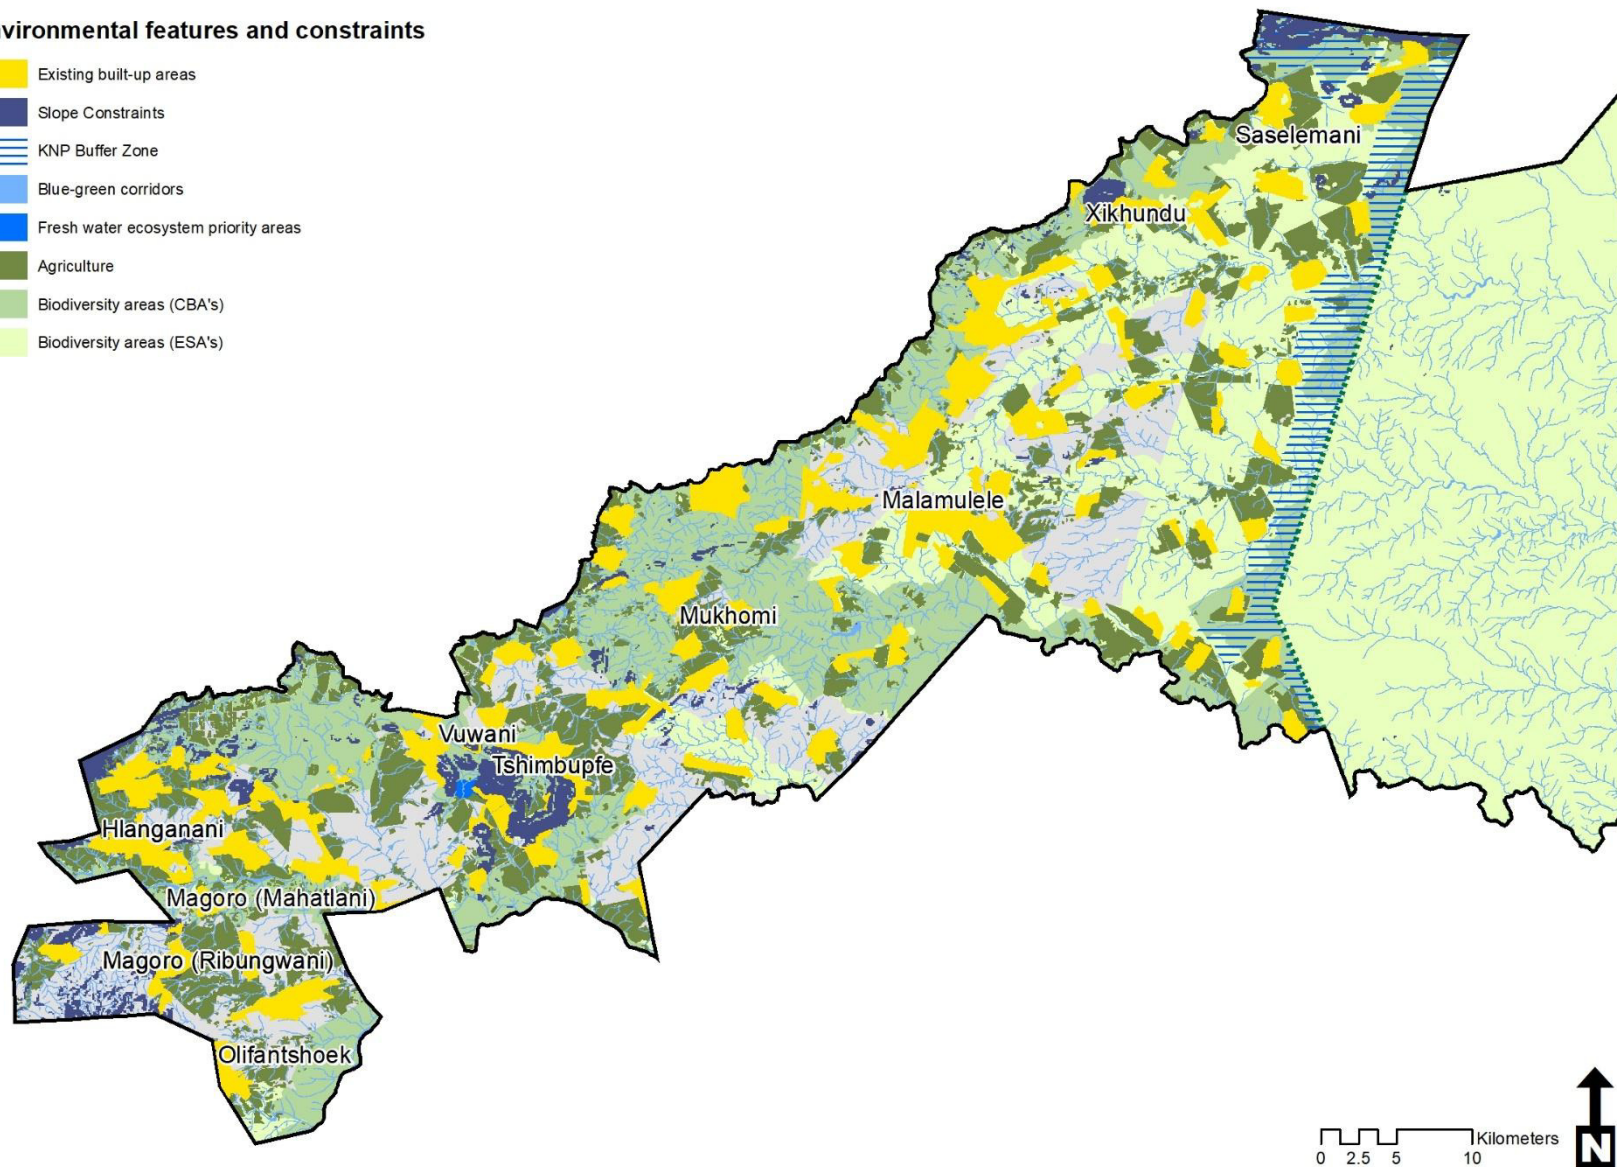 vironmental features and constraints
Existing built-up areas
Slope Constraints
KNP Buffer Zone
Blue-green corridors
Fresh water ecosystem priority areas
Agriculture
Biodiversity areas (CBA's)
Biodiversity areas (ESA's)
Saselemani
Xikhundu
Malamulele
Mukhomi
Vuwani
Tshimbupfe
Hlanganani
Magoro (Mahatlani)
Magoro (Ribungwani)
Olifantshoek
Kilometers
0 2.5 5 10
N